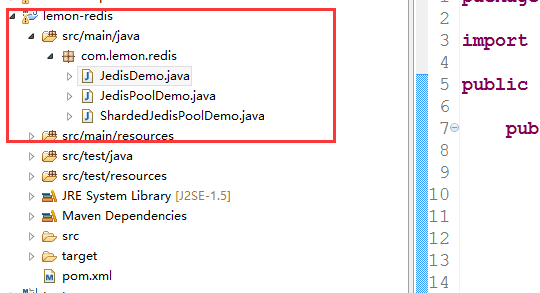 lemon-redis
src/main/java
com.lemon.redis
JedisDemo.java
JedisPoolDemo.java
ShardedJedisPoolDemo.java
src/main/resources
src/test/java
src/test/resources
JRE System Library [J2SE-1.5]
Maven Dependencies
src
target
pom.xml
2
3 import
4
5 public
6
7 pub
8
9
10
11
12
13
14